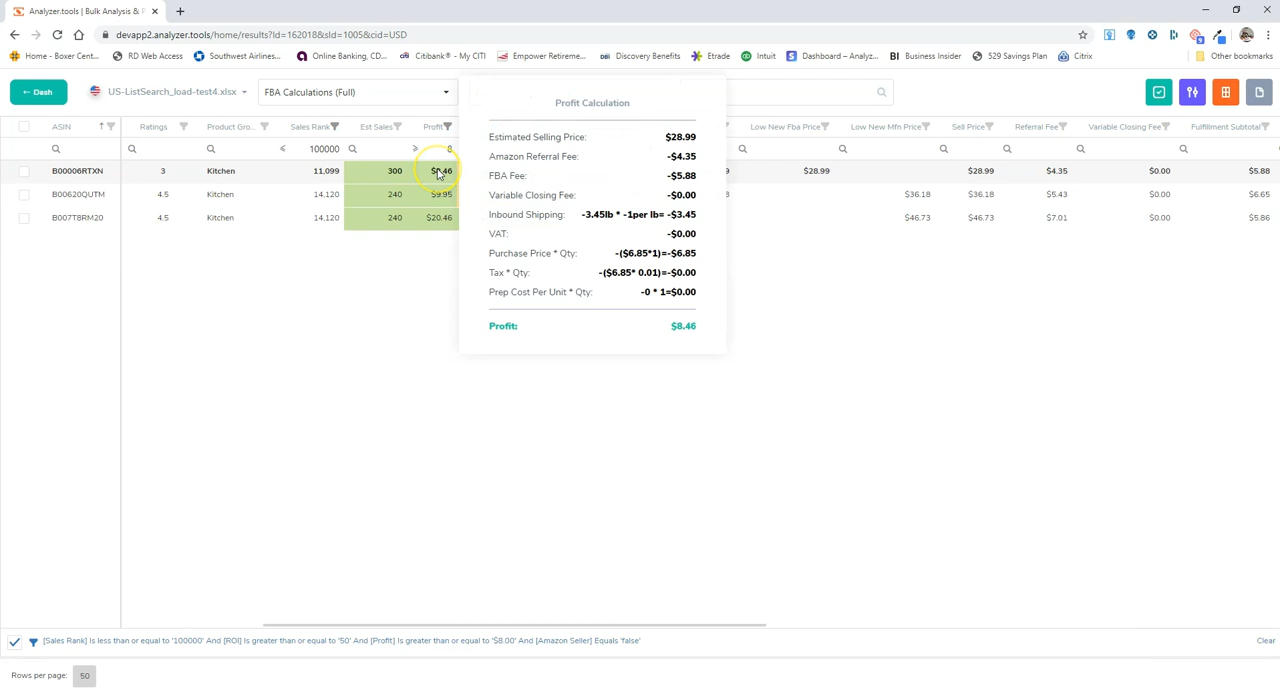 Analyzer.tools | Bulk Analysis & P
devapp2.analyzer.tools/home/results?Id=162018&sId=1005&cid=USD
Home - Boxer Cent...
RD Web Access
Southwest Airlines...
Online Banking, CD...
Citibank® - My CITI
Empower Retireme...
Discovery Benefits
Etrade
Intuit
Dashboard – Analyz...
Business Insider
529 Savings Plan
Citrix
Other bookmarks
← Dash
US-ListSearch_load-test4.xlsx
FBA Calculations (Full)
ASIN Ratings Product Gro... Sales Rank Est Sales Profit Low New Fba Price Low New Mfn Price Sell Price Referral Fee Variable Closing Fee Fulfillment Subtotal
≤ 100000 ≥ 8
B00006RTXN 3 Kitchen 11,099 300 $8.46 $28.99 $28.99 $4.35 $0.00 $5.88
B00620QUTM 4.5 Kitchen 14,120 240 $9.95 $36.18 $36.18 $5.43 $0.00 $6.65
B007T8RM20 4.5 Kitchen 14,120 240 $20.46 $46.73 $46.73 $7.01 $0.00 $5.86
Profit Calculation
Estimated Selling Price: $28.99
Amazon Referral Fee: -$4.35
FBA Fee: -$5.88
Variable Closing Fee: -$0.00
Inbound Shipping: -3.45lb * -1per lb= -$3.45
VAT: -$0.00
Purchase Price * Qty: -($6.85*1)=-$6.85
Tax * Qty: -($6.85* 0.01)=-$0.00
Prep Cost Per Unit * Qty: -0 * 1=$0.00
Profit: $8.46
[Sales Rank] Is less than or equal to '100000' And [ROI] Is greater than or equal to '50' And [Profit] Is greater than or equal to '$8.00' And [Amazon Seller] Equals 'false'
Clear
Rows per page: 50